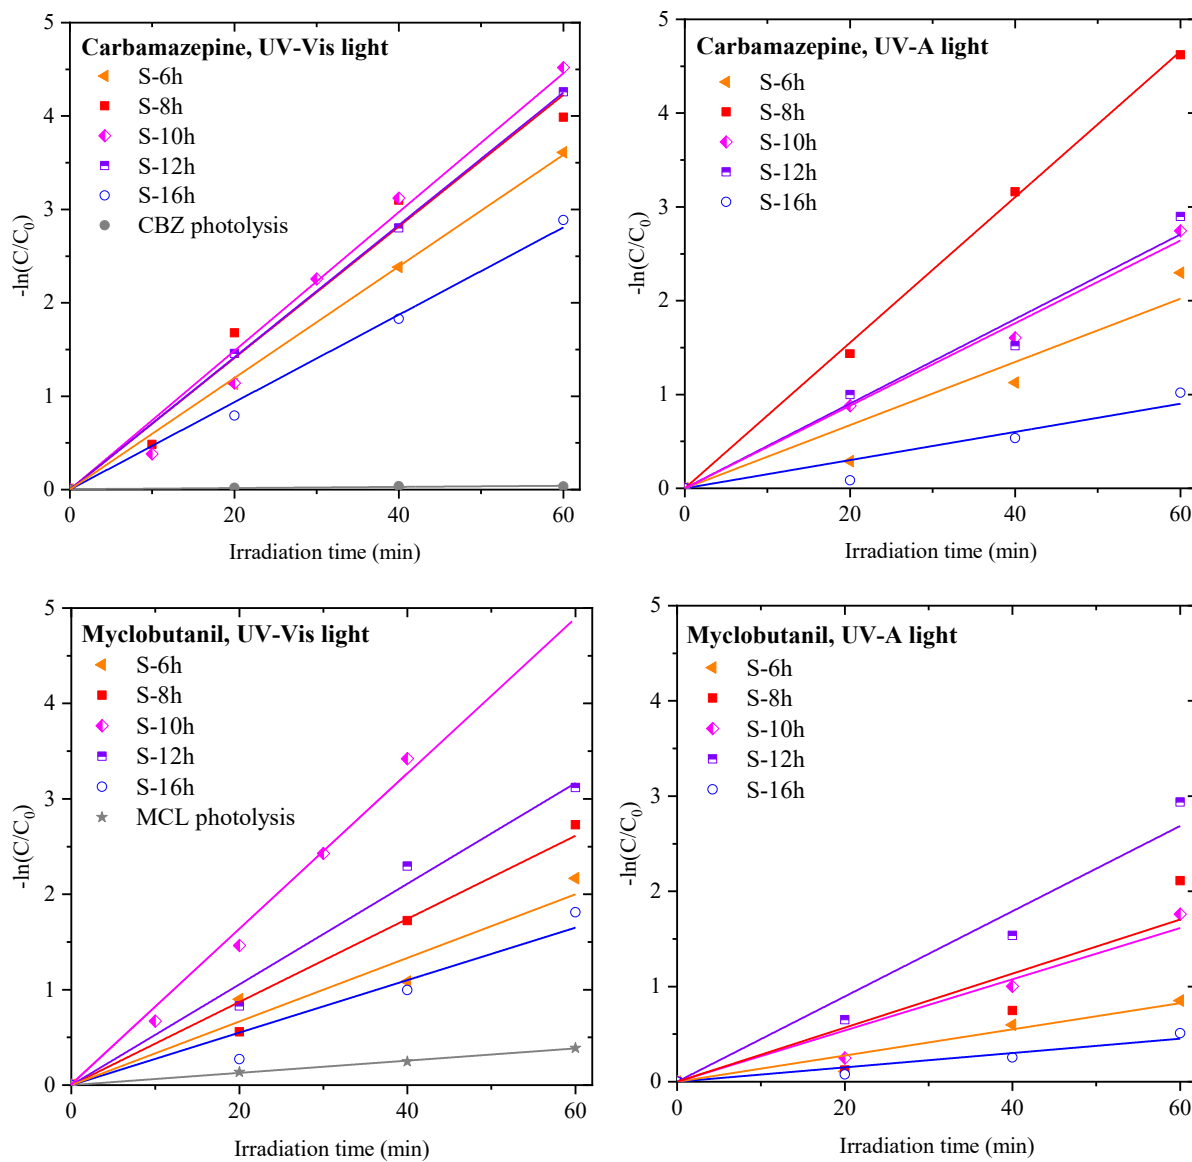 Carbamazepine, UV-Vis light
S-6h
S-8h
S-10h
S-12h
S-16h
CBZ photolysis
-ln(C/C0)
5
4
3
2
1
0
0
20
40
60
Irradiation time (min)
Carbamazepine, UV-A light
S-6h
S-8h
S-10h
S-12h
S-16h
-ln(C/C0)
5
4
3
2
1
0
0
20
40
60
Irradiation time (min)
Myclobutanil, UV-Vis light
S-6h
S-8h
S-10h
S-12h
S-16h
MCL photolysis
-ln(C/C0)
5
4
3
2
1
0
0
20
40
60
Irradiation time (min)
Myclobutanil, UV-A light
S-6h
S-8h
S-10h
S-12h
S-16h
-ln(C/C0)
5
4
3
2
1
0
0
20
40
60
Irradiation time (min)